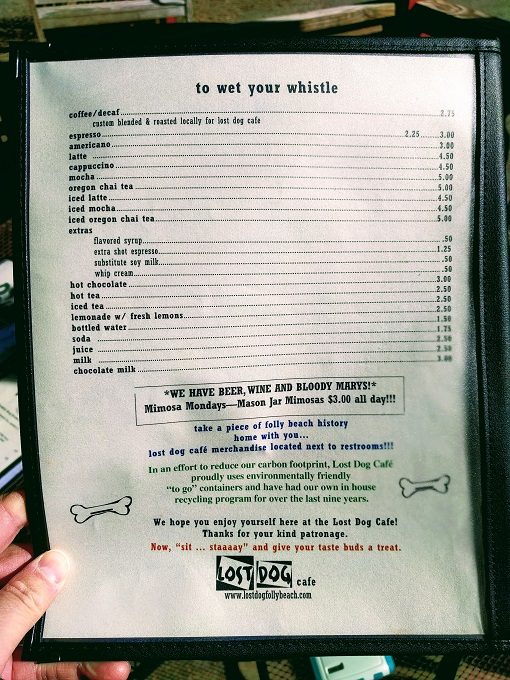 to wet your whistle
coffee/decaf 2.75
custom blended & roasted locally for lost dog cafe
espresso 2.25 3.00
americano 3.00
latte 4.50
cappuccino 4.50
mocha 5.00
oregon chai tea 5.00
iced latte 4.50
iced mocha 4.50
iced oregon chai tea 5.00
extras
flavored syrup .50
extra shot espresso 1.25
substitute soy milk .50
whip cream .50
hot chocolate 3.00
hot tea 2.50
iced tea 2.50
lemonade w/ fresh lemons 2.50
bottled water 1.50
soda 1.75
juice 2.50
milk 2.50
chocolate milk 3.00
*WE HAVE BEER, WINE AND BLOODY MARYS!*
Mimosa Mondays—Mason Jar Mimosas $3.00 all day!!!
take a piece of folly beach history
home with you...
lost dog café merchandise located next to restrooms!!!
In an effort to reduce our carbon footprint, Lost Dog Café
proudly uses environmentally friendly
"to go" containers and have had our own in house
recycling program for over the last nine years.
We hope you enjoy yourself here at the Lost Dog Cafe!
Thanks for your kind patronage.
Now, "sit ... staaaay" and give your taste buds a treat.
LOST DOG cafe
www.lostdogfollybeach.com